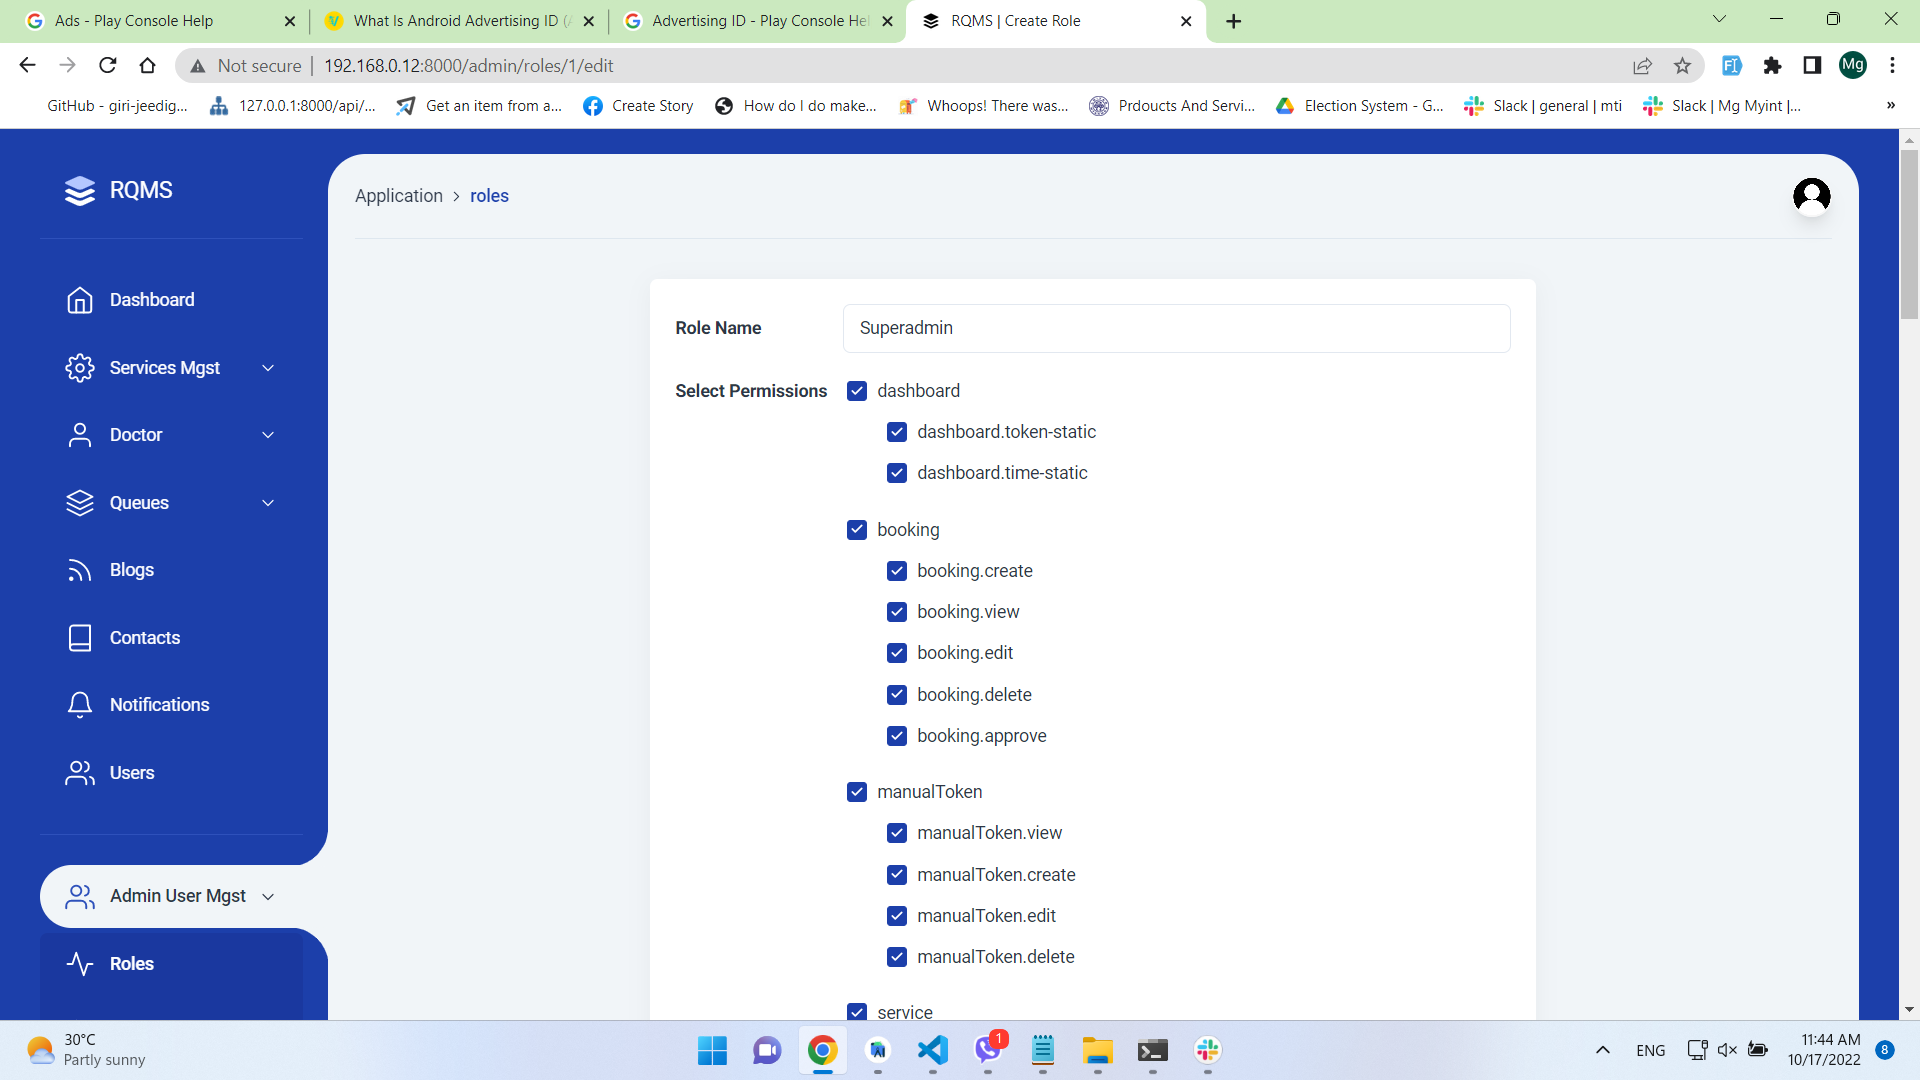 Ads - Play Console Help
What Is Android Advertising ID (
Advertising ID - Play Console Hel
RQMS | Create Role
Not secure | 192.168.0.12:8000/admin/roles/1/edit
Mg
GitHub - giri-jeedig...
127.0.0.1:8000/api/...
Get an item from a...
Create Story
How do I do make...
Whoops! There was...
Prdoucts And Servi...
Election System - G...
Slack | general | mti
Slack | Mg Myint |...
»
RQMS
Application > roles
Dashboard
Services Mgst
Doctor
Queues
Blogs
Contacts
Notifications
Users
Admin User Mgst
Roles
Role Name
Superadmin
Select Permissions
dashboard
dashboard.token-static
dashboard.time-static
booking
booking.create
booking.view
booking.edit
booking.delete
booking.approve
manualToken
manualToken.view
manualToken.create
manualToken.edit
manualToken.delete
service
30°C
Partly sunny
1
ENG
11:44 AM
10/17/2022
8